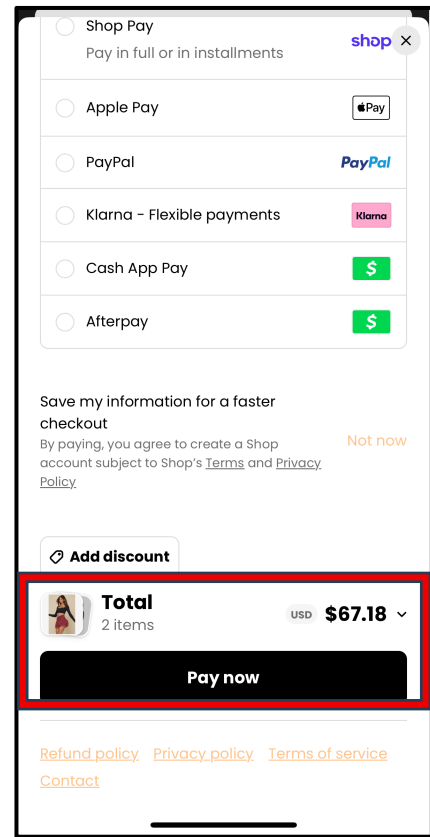 Shop Pay
Pay in full or in installments
shop
Apple Pay
Pay
PayPal
PayPal
Klarna - Flexible payments
Klarna
Cash App Pay
$
Afterpay
$
Save my information for a faster
checkout
By paying, you agree to create a Shop
account subject to Shop's Terms and Privacy
Policy
Not now
Add discount
Total
2 items
USD $67.18
Pay now
Refund policy Privacy policy Terms of service
Contact